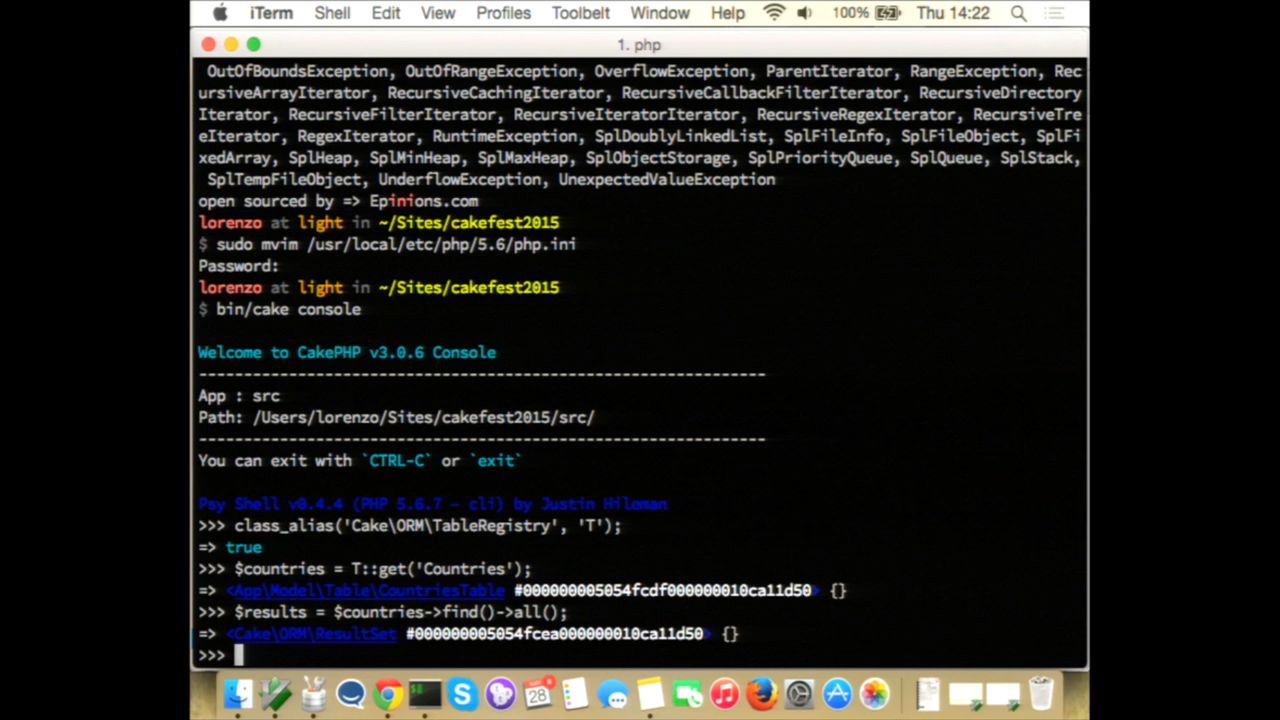 iTerm Shell Edit View Profiles Toolbelt Window Help 100% Thu 14:22
1. php
OutOfBoundsException, OutOfRangeException, OverflowException, ParentIterator, RangeException, Rec
ursiveArrayIterator, RecursiveCachingIterator, RecursiveCallbackFilterIterator, RecursiveDirectory
Iterator, RecursiveFilterIterator, RecursiveIteratorIterator, RecursiveRegexIterator, RecursiveTre
eIterator, RegexIterator, RuntimeException, SplDoublyLinkedList, SplFileInfo, SplFileObject, SplFi
xedArray, SplHeap, SplMinHeap, SplMaxHeap, SplObjectStorage, SplPriorityQueue, SplQueue, SplStack,
SplTempFileObject, UnderflowException, UnexpectedValueException
open sourced by => Epinions.com
lorenzo at light in ~/Sites/cakefest2015
$ sudo mvim /usr/local/etc/php/5.6/php.ini
Password:
lorenzo at light in ~/Sites/cakefest2015
$ bin/cake console
Welcome to CakePHP v3.0.6 Console
---------------------------------------------------------------
App : src
Path: /Users/lorenzo/Sites/cakefest2015/src/
---------------------------------------------------------------
You can exit with `CTRL-C` or `exit`
Psy Shell v0.4.4 (PHP 5.6.7 — cli) by Justin Hileman
>>> class_alias('Cake\ORM\TableRegistry', 'T');
=> true
>>> $countries = T::get('Countries');
=> <App\Model\Table\CountriesTable #000000005054fcdf000000010ca11d50> {}
>>> $results = $countries->find()->all();
=> <Cake\ORM\ResultSet #000000005054fcea000000010ca11d50> {}
>>>
28